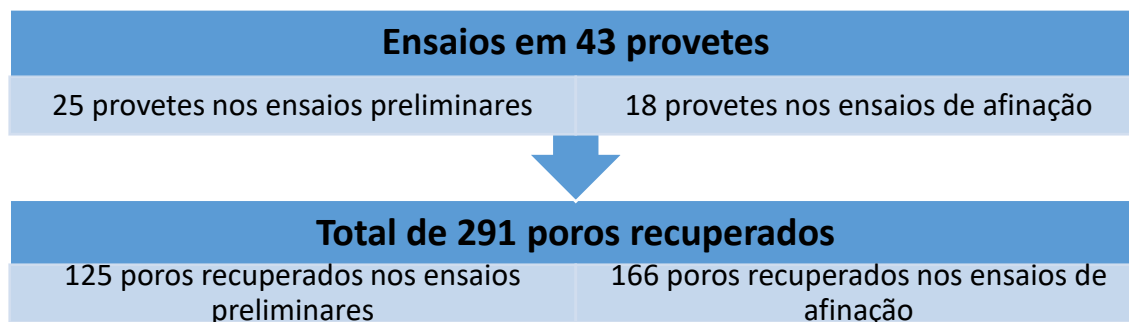 Ensaios em 43 provetes
25 provetes nos ensaios preliminares
18 provetes nos ensaios de afinação
Total de 291 poros recuperados
125 poros recuperados nos ensaios
preliminares
166 poros recuperados nos ensaios de
afinação